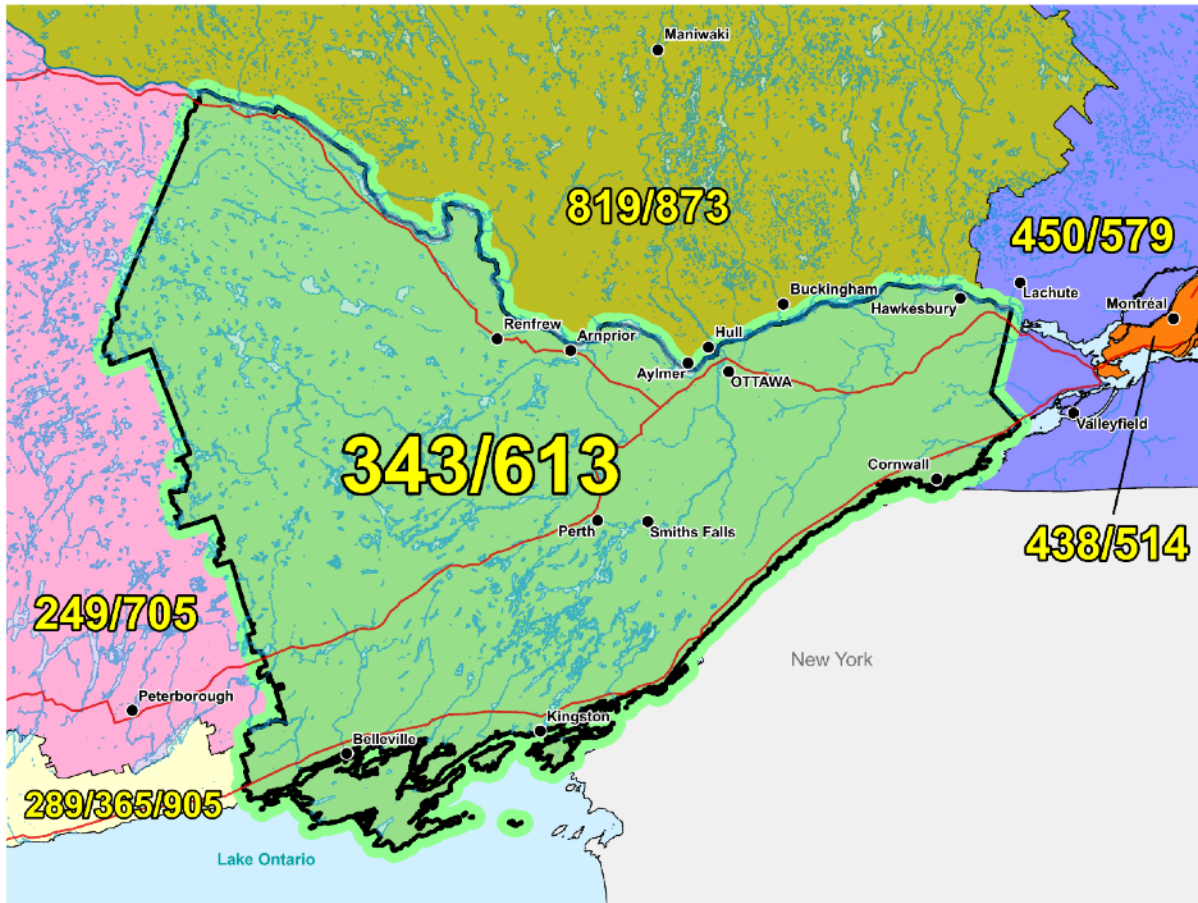 Maniwaki
819/873
450/579
Buckingham
Lachute
Hawkesbury
Montréal
Renfrew
Arnprior
Hull
Aylmer
OTTAWA
Valleyfield
343/613
Cornwall
Perth
Smiths Falls
438/514
249/705
New York
Peterborough
Kingston
Belleville
289/365/905
Lake Ontario